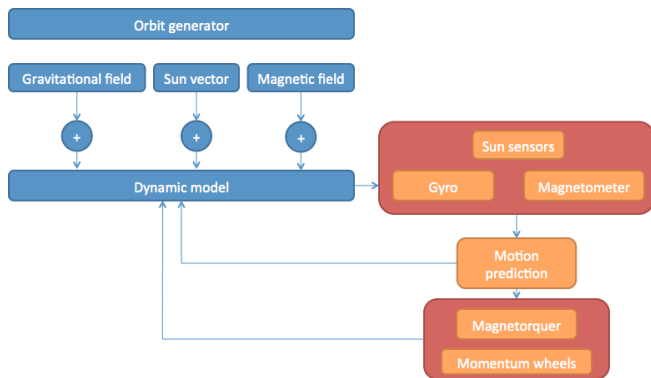 Orbit generator
Gravitational field
Sun vector
Magnetic field
+
+
+
Sun sensors
Dynamic model
Gyro
Magnetometer
Motion
prediction
Magnetorquer
Momentum wheels